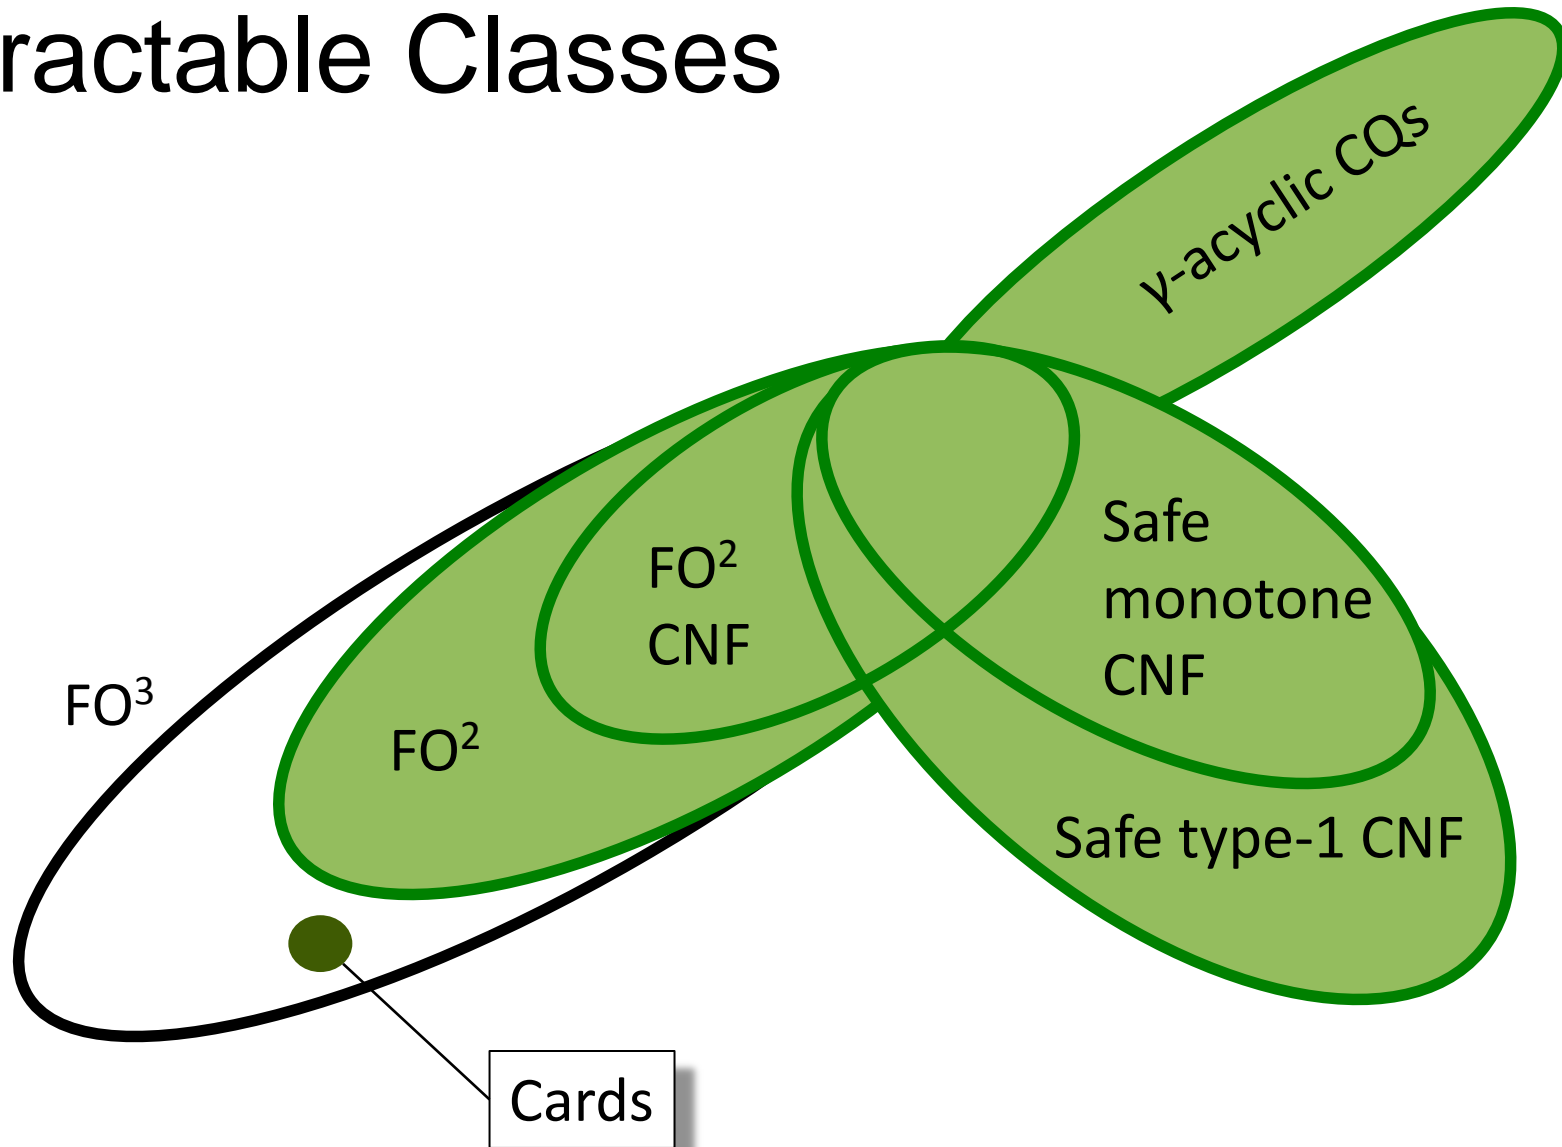 ractable Classes
γ-acyclic CQs
Safe
monotone
CNF
FO²
CNF
FO³
FO²
Safe type-1 CNF
Cards